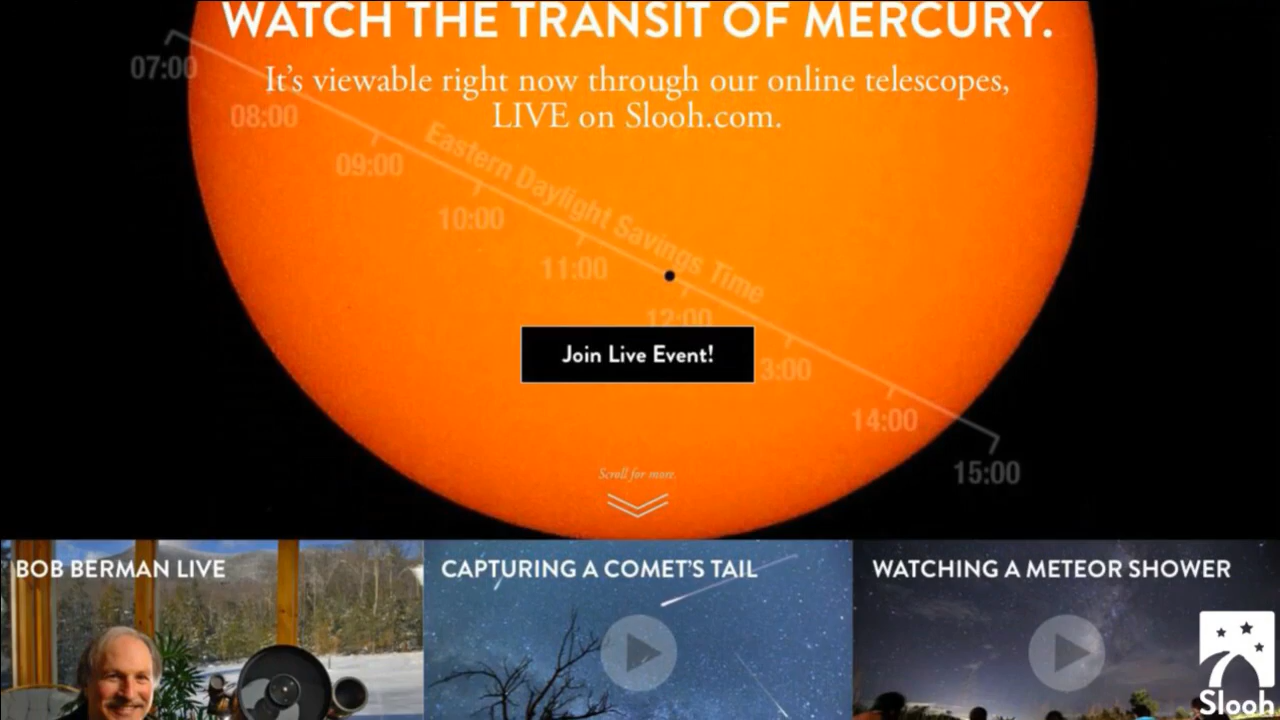 WATCH THE TRANSIT OF MERCURY.
It's viewable right now through our online telescopes,
LIVE on Slooh.com.
07:00
08:00
09:00
10:00
11:00
Eastern Daylight Savings Time
12:00
3:00
14:00
15:00
Join Live Event!
Scroll for more.
BOB BERMAN LIVE
CAPTURING A COMET'S TAIL
WATCHING A METEOR SHOWER
Slooh